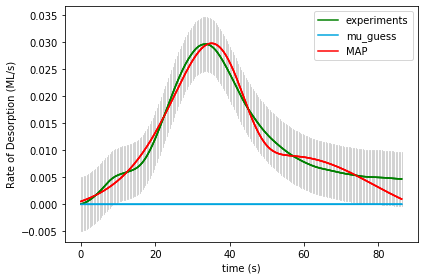 experiments
mu_guess
MAP
0.035
0.030
0.025
0.020
0.015
0.010
0.005
0.000
−0.005
Rate of Desorption (ML/s)
0 20 40 60 80
time (s)